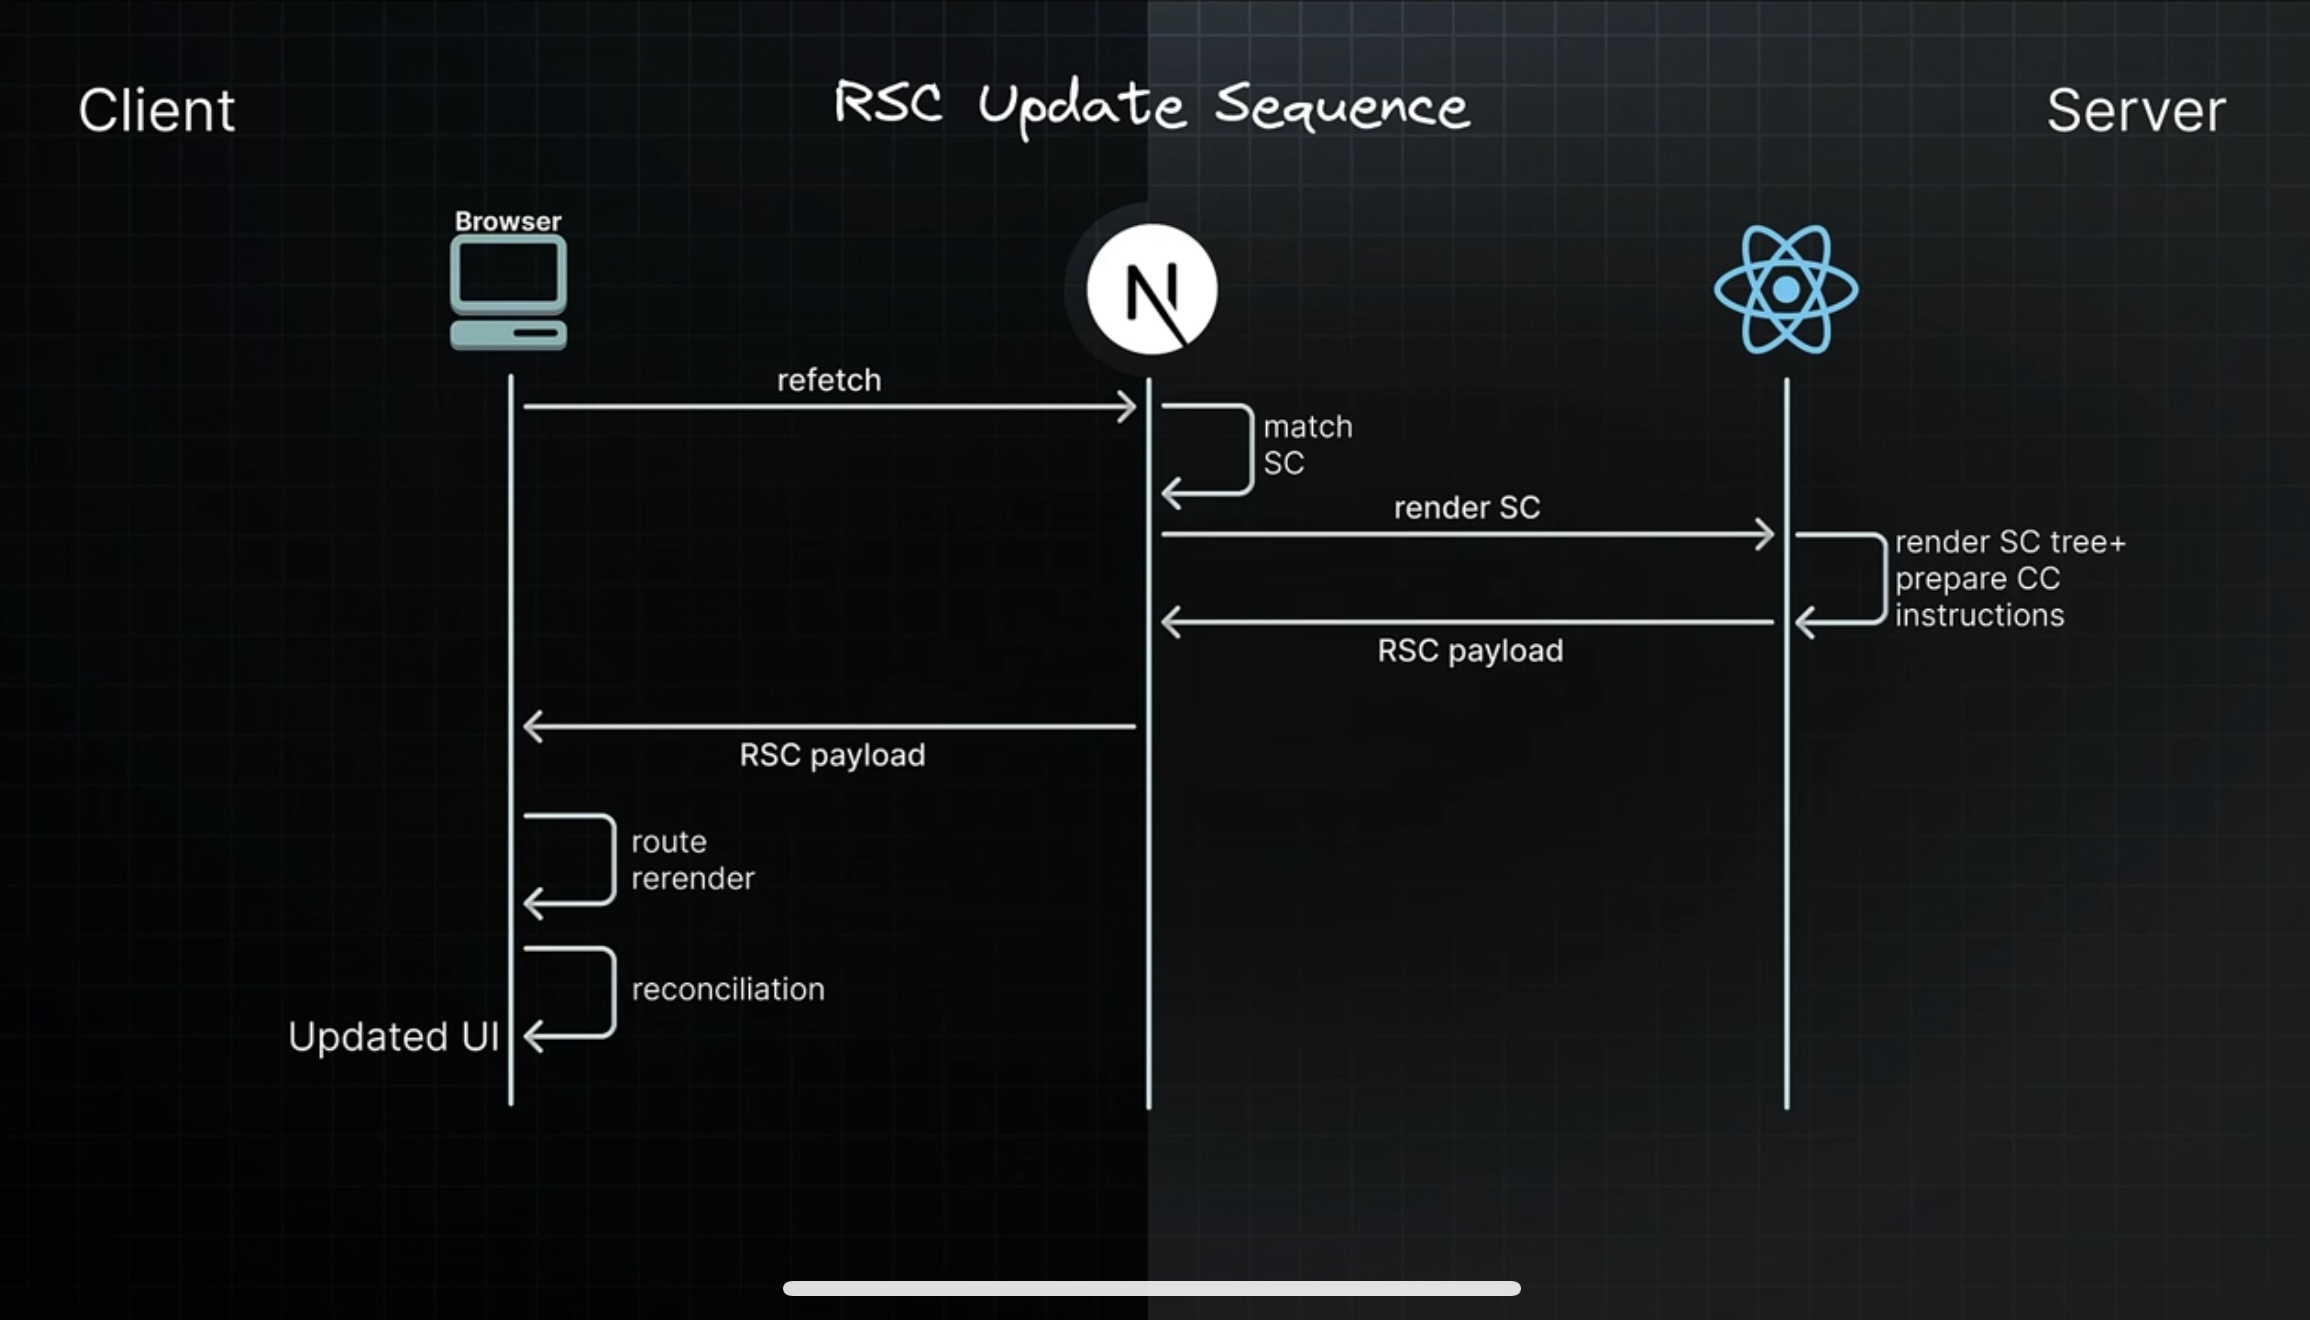 Client
RSC Update Sequence
Server
Browser
refetch
match
SC
render SC
render SC tree+
prepare CC
instructions
RSC payload
RSC payload
route
rerender
reconciliation
Updated UI